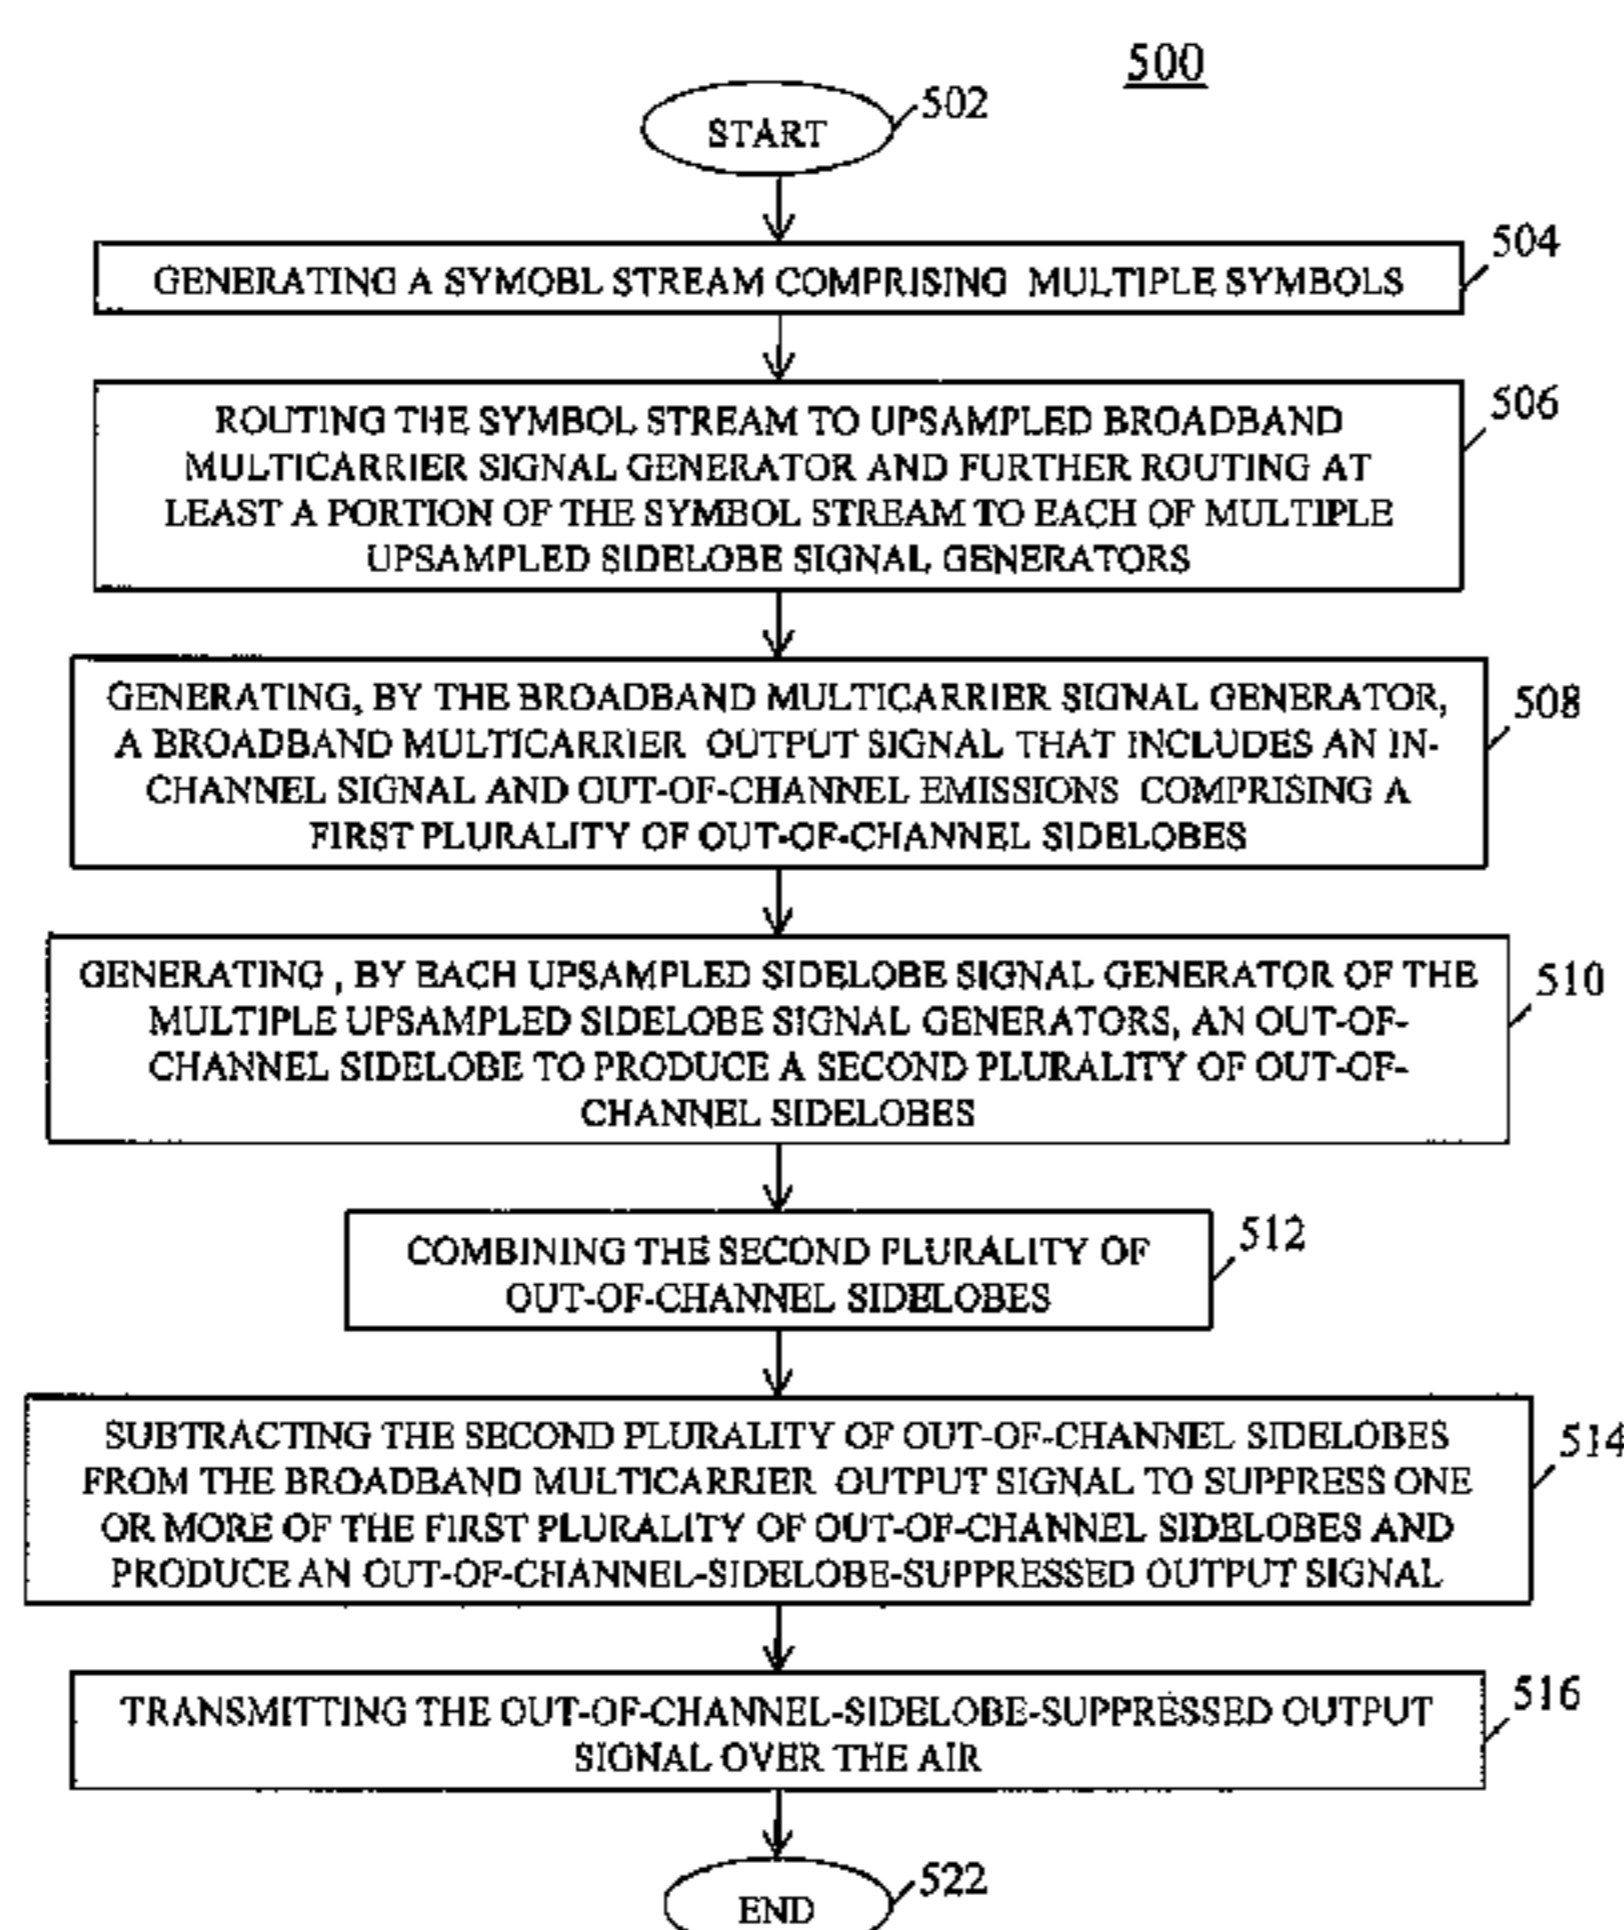 500
START
502
GENERATING A SYMOBL STREAM COMPRISING MULTIPLE SYMBOLS
504
ROUTING THE SYMBOL STREAM TO UPSAMPLED BROADBAND
MULTICARRIER SIGNAL GENERATOR AND FURTHER ROUTING AT
LEAST A PORTION OF THE SYMBOL STREAM TO EACH OF MULTIPLE
UPSAMPLED SIDELOBE SIGNAL GENERATORS
506
GENERATING, BY THE BROADBAND MULTICARRIER SIGNAL GENERATOR,
A BROADBAND MULTICARRIER OUTPUT SIGNAL THAT INCLUDES AN IN-
CHANNEL SIGNAL AND OUT-OF-CHANNEL EMISSIONS COMPRISING A
FIRST PLURALITY OF OUT-OF-CHANNEL SIDELOBES
508
GENERATING , BY EACH UPSAMPLED SIDELOBE SIGNAL GENERATOR OF THE
MULTIPLE UPSAMPLED SIDELOBE SIGNAL GENERATORS, AN OUT-OF-
CHANNEL SIDELOBE TO PRODUCE A SECOND PLURALITY OF OUT-OF-
CHANNEL SIDELOBES
510
COMBINING THE SECOND PLURALITY OF
OUT-OF-CHANNEL SIDELOBES
512
SUBTRACTING THE SECOND PLURALITY OF OUT-OF-CHANNEL SIDELOBES
FROM THE BROADBAND MULTICARRIER OUTPUT SIGNAL TO SUPPRESS ONE
OR MORE OF THE FIRST PLURALITY OF OUT-OF-CHANNEL SIDELOBES AND
PRODUCE AN OUT-OF-CHANNEL-SIDELOBE-SUPPRESSED OUTPUT SIGNAL
514
TRANSMITTING THE OUT-OF-CHANNEL-SIDELOBE-SUPPRESSED OUTPUT
SIGNAL OVER THE AIR
516
END
522